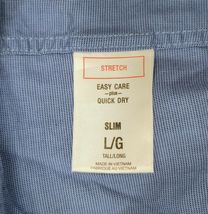 STRETCH
EASY CARE
-plus-
QUICK DRY
SLIM
L/G
TALL/LONG
MADE IN VIETNAM
FABRIQUÉ AU VIETNAM